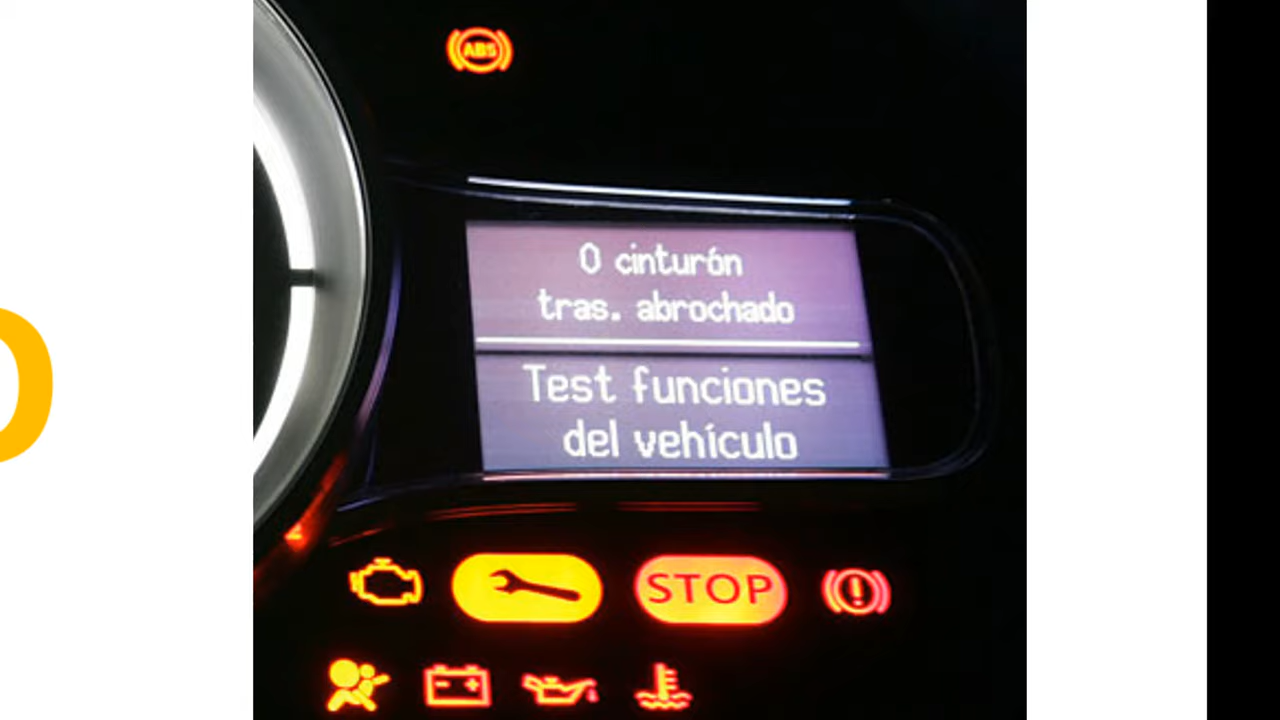 ABS
0 cinturón
tras. abrochado
Test funciones
del vehículo
STOP